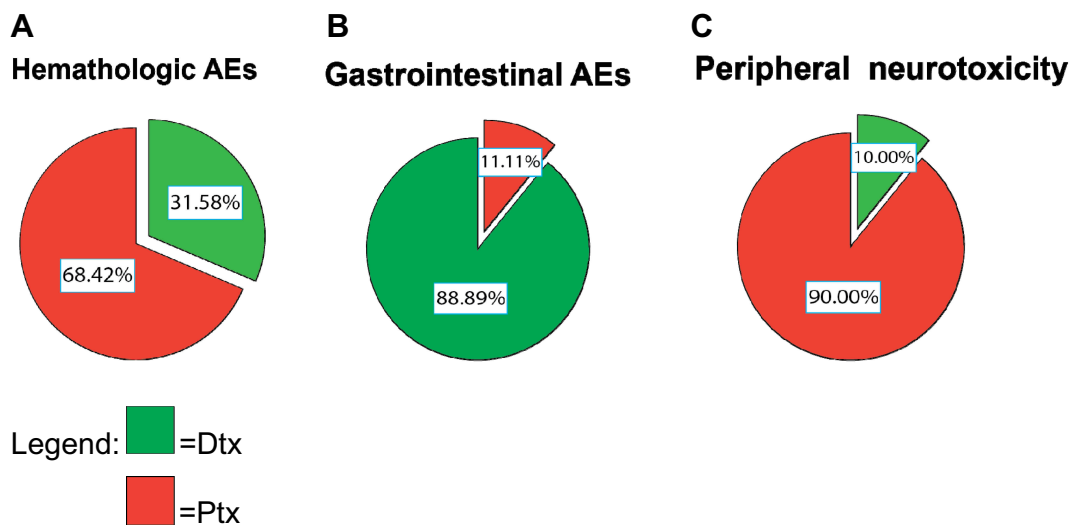 A
Hemathologic AEs
31.58%
68.42%
B
Gastrointestinal AEs
11.11%
88.89%
C
Peripheral neurotoxicity
10.00%
90.00%
Legend: =Dtx
=Ptx